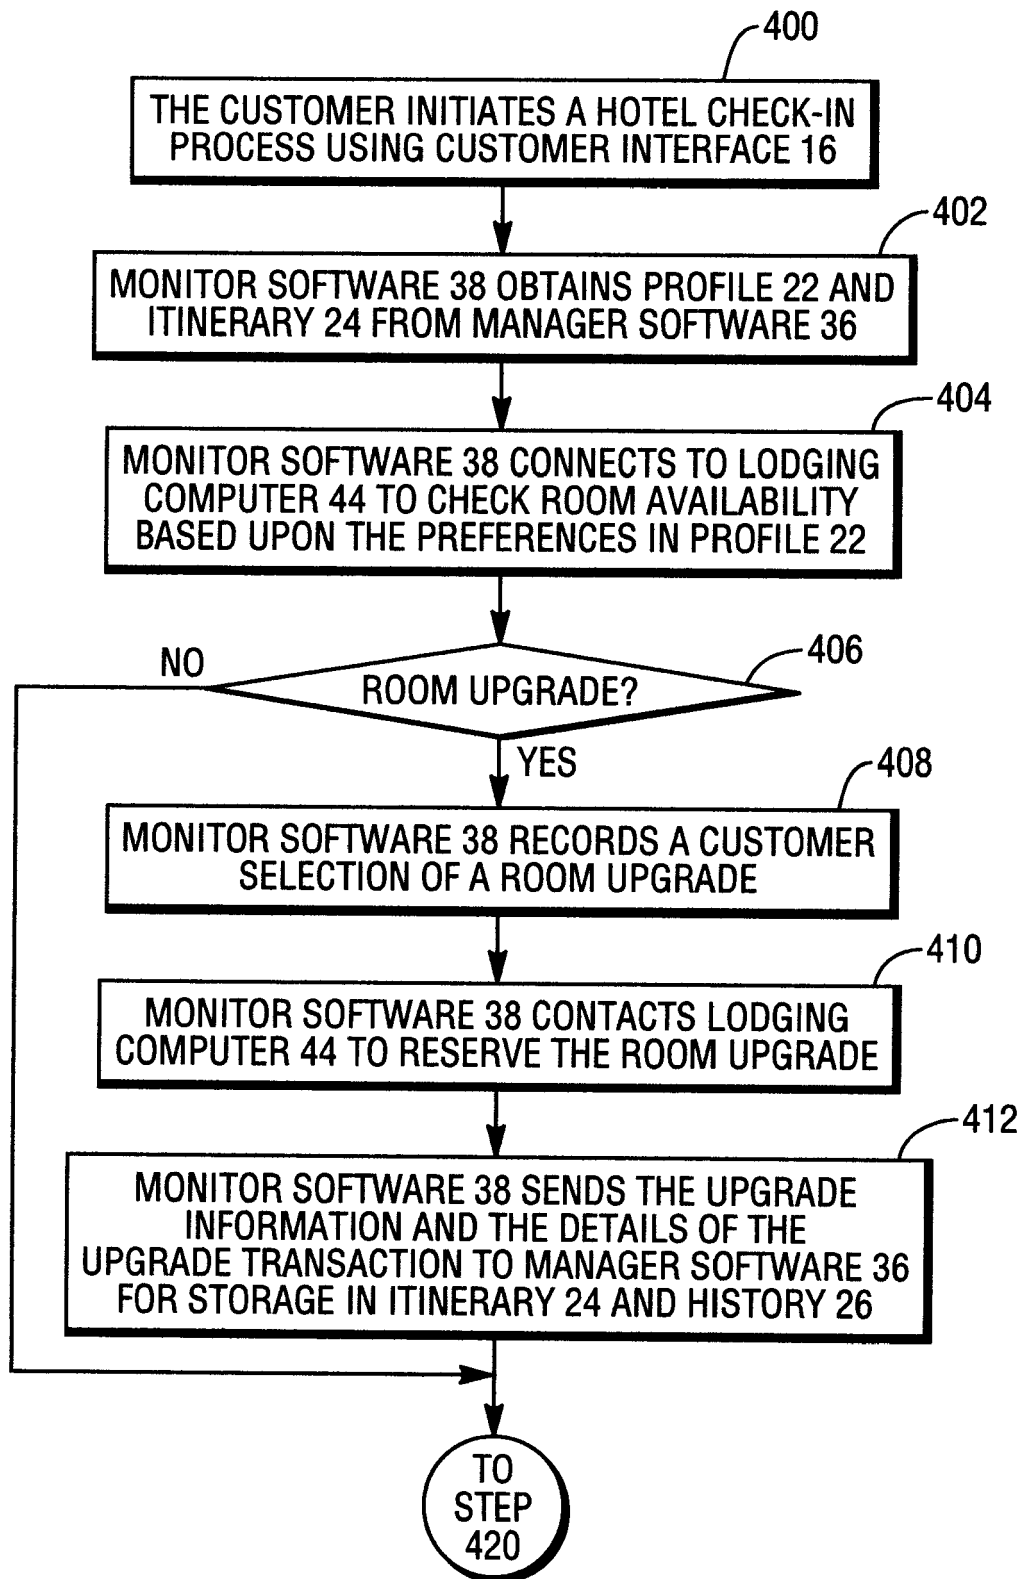 400
THE CUSTOMER INITIATES A HOTEL CHECK-IN
PROCESS USING CUSTOMER INTERFACE 16
402
MONITOR SOFTWARE 38 OBTAINS PROFILE 22 AND
ITINERARY 24 FROM MANAGER SOFTWARE 36
404
MONITOR SOFTWARE 38 CONNECTS TO LODGING
COMPUTER 44 TO CHECK ROOM AVAILABILITY
BASED UPON THE PREFERENCES IN PROFILE 22
406
NO
ROOM UPGRADE?
YES
408
MONITOR SOFTWARE 38 RECORDS A CUSTOMER
SELECTION OF A ROOM UPGRADE
410
MONITOR SOFTWARE 38 CONTACTS LODGING
COMPUTER 44 TO RESERVE THE ROOM UPGRADE
412
MONITOR SOFTWARE 38 SENDS THE UPGRADE
INFORMATION AND THE DETAILS OF THE
UPGRADE TRANSACTION TO MANAGER SOFTWARE 36
FOR STORAGE IN ITINERARY 24 AND HISTORY 26
TO
STEP
420